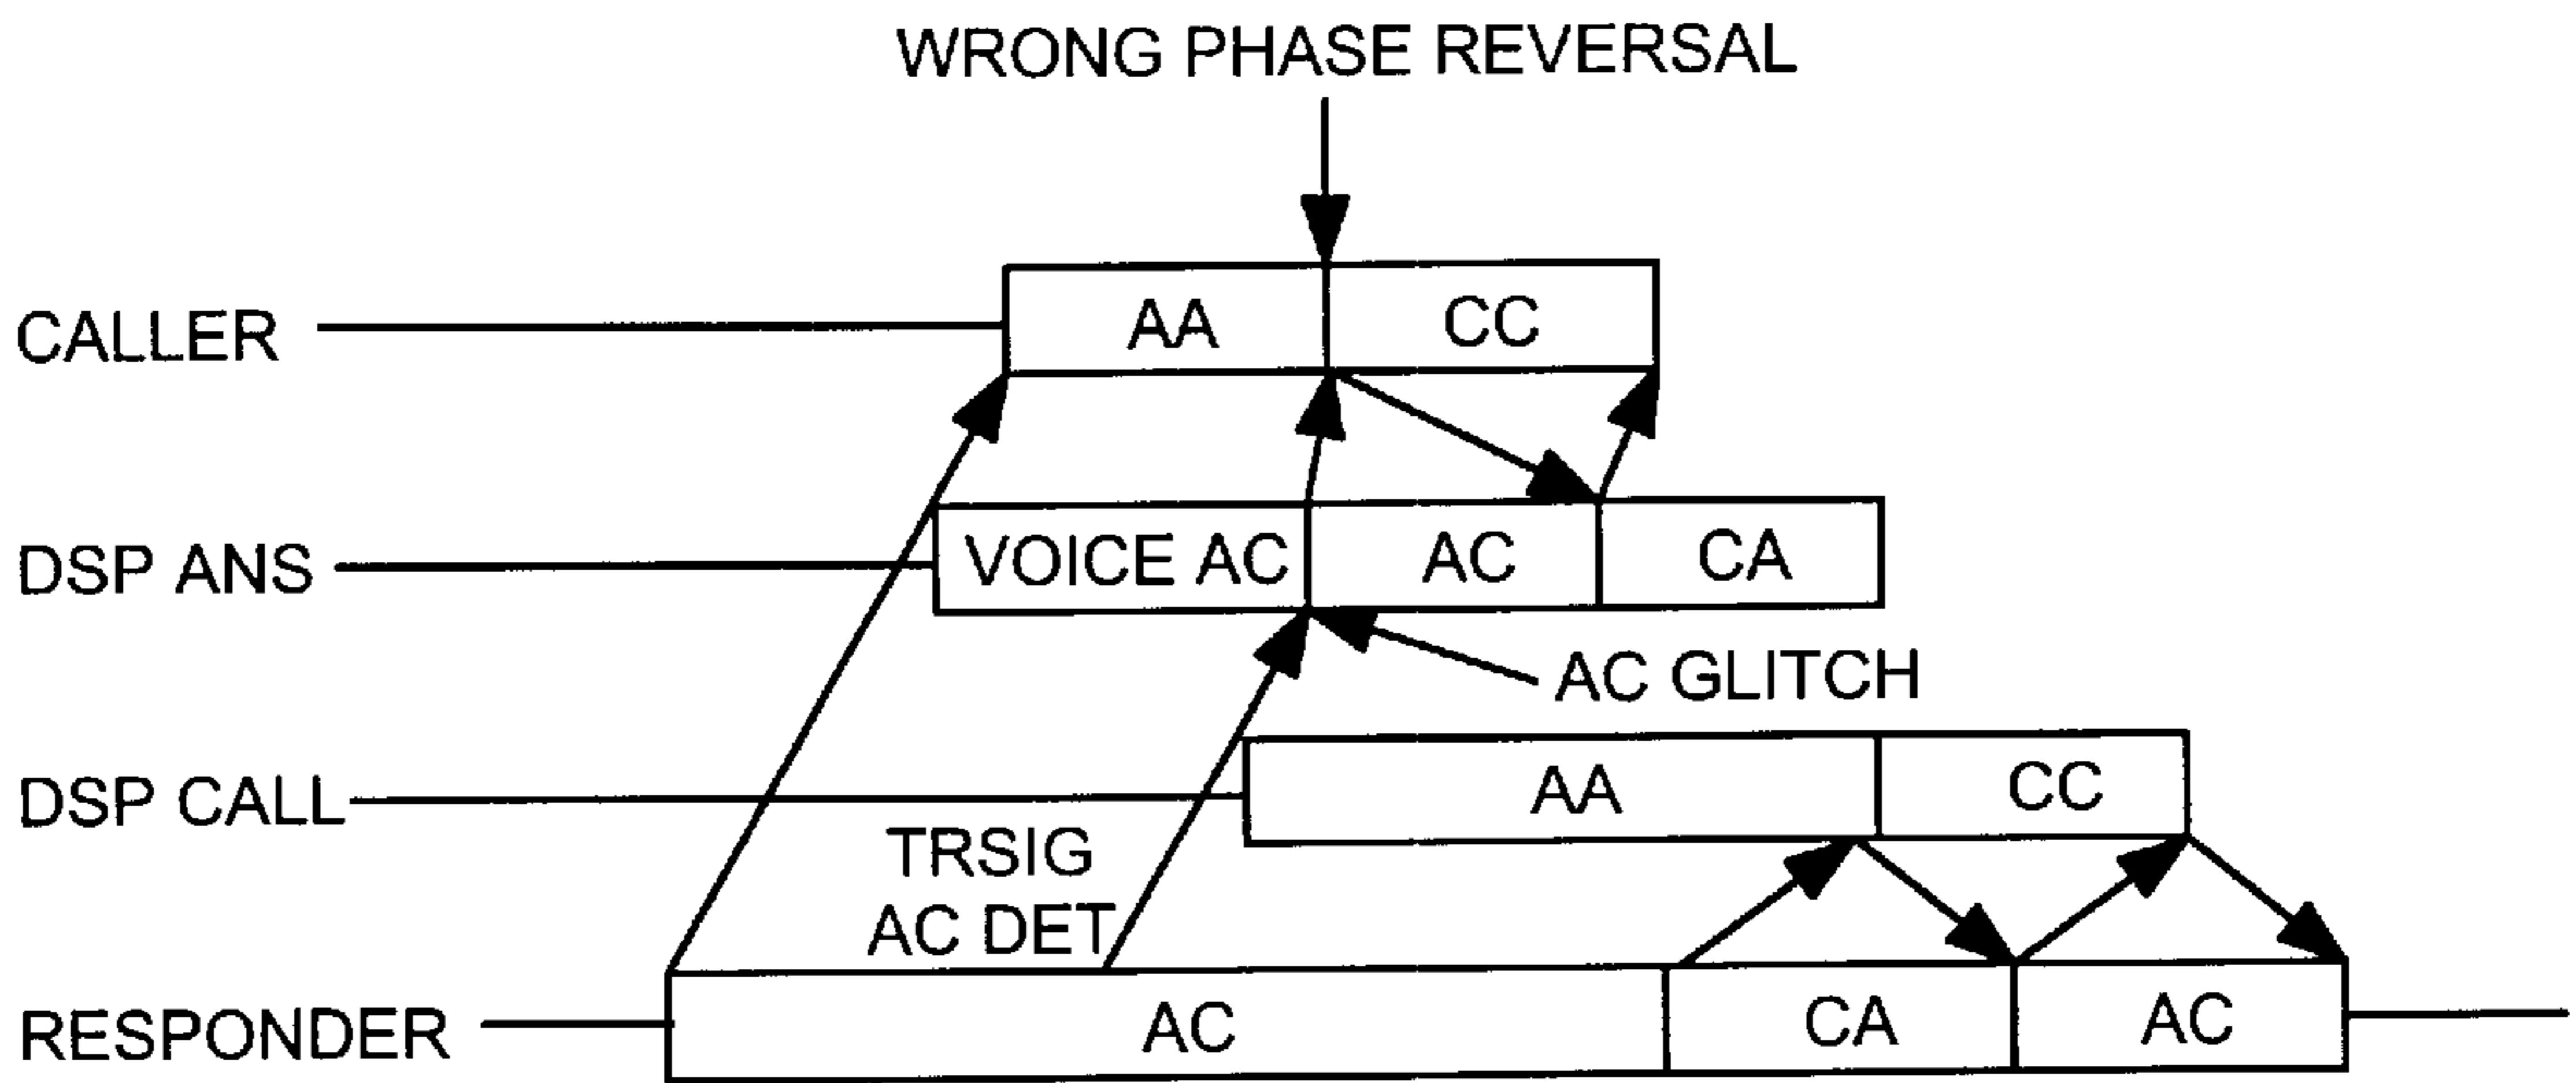 WRONG PHASE REVERSAL
CALLER
AA
CC
DSP ANS
VOICE AC
AC
CA
AC GLITCH
DSP CALL
AA
CC
TRSIG
AC DET
RESPONDER
AC
CA
AC